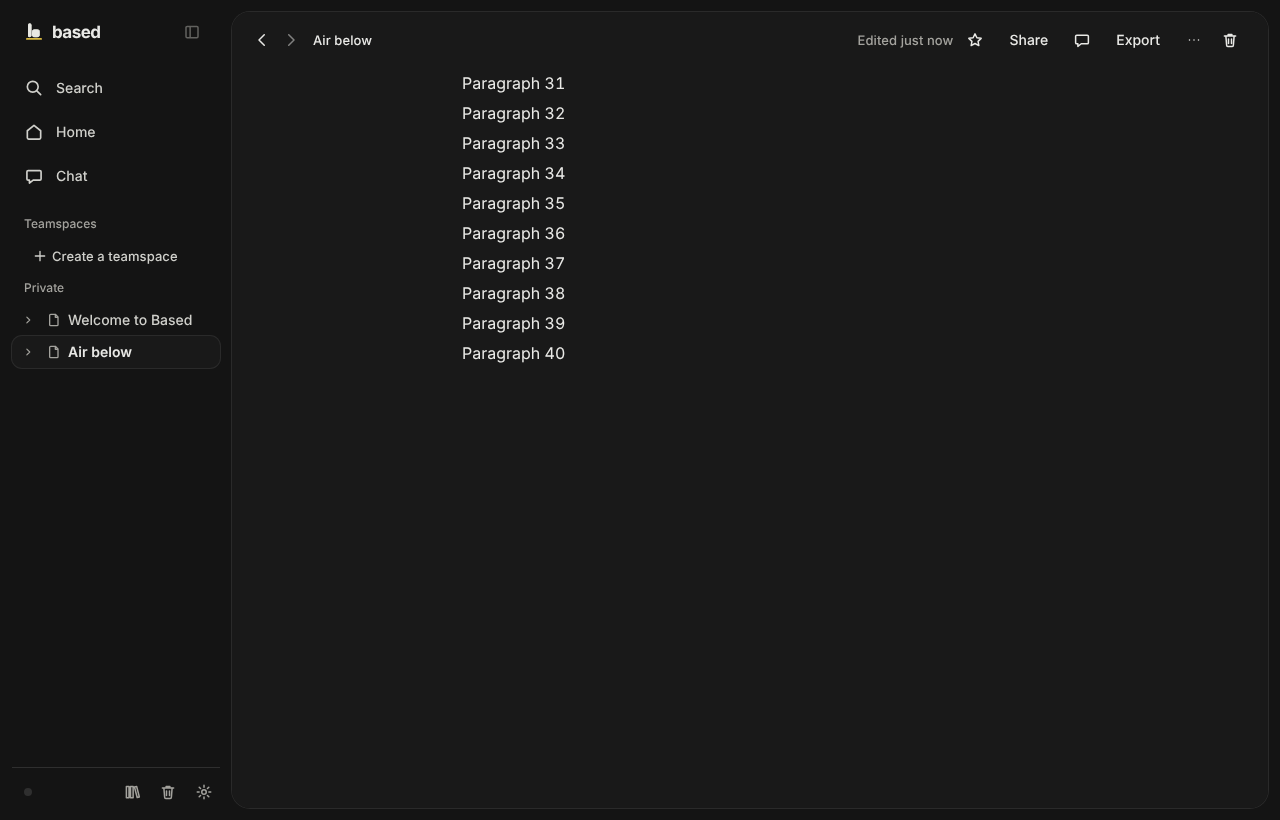 based
Search
Home
Chat
Teamspaces
Create a teamspace
Private
Welcome to Based
Air below
Air below
Edited just now
Share
Export
Paragraph 31
Paragraph 32
Paragraph 33
Paragraph 34
Paragraph 35
Paragraph 36
Paragraph 37
Paragraph 38
Paragraph 39
Paragraph 40